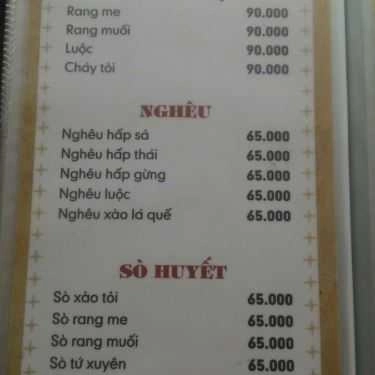 Rang me 90.000
Rang muối 90.000
Luộc 90.000
Cháy tỏi 90.000
NGHÊU
Nghêu hấp sả 65.000
Nghêu hấp thái 65.000
Nghêu hấp gừng 65.000
Nghêu luộc 65.000
Nghêu xào lá quế 65.000
SÒ HUYẾT
Sò xào tỏi 65.000
Sò rang me 65.000
Sò rang muối 65.000
Sò tứ xuyên 65.000